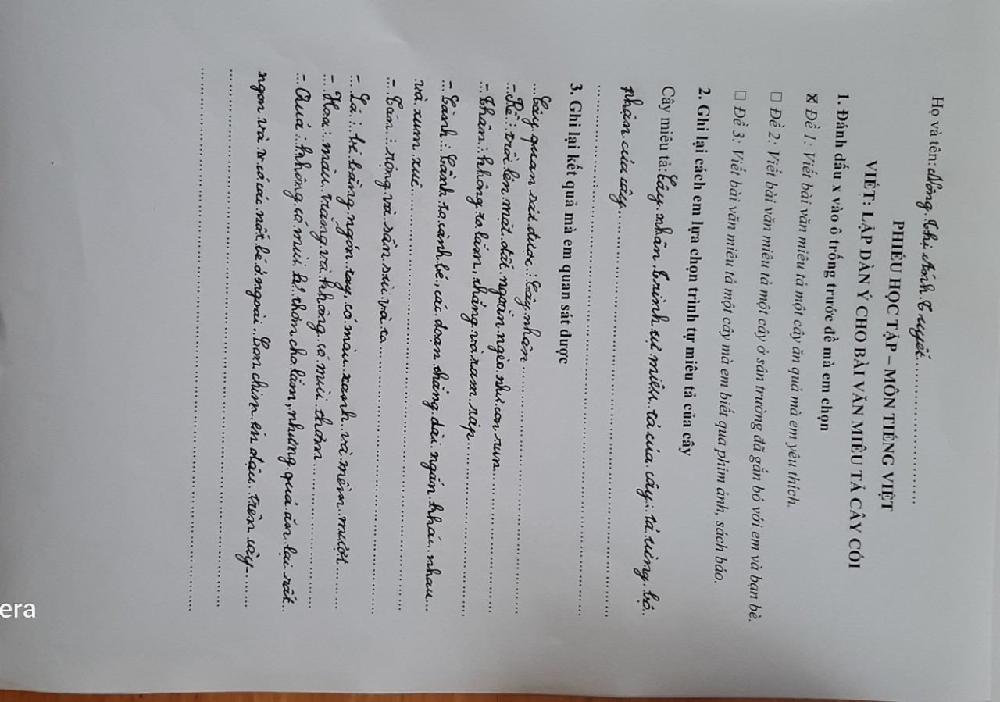 Họ và tên: Nông Thị Ánh Tuyết
PHIẾU HỌC TẬP – MÔN TIẾNG VIỆT
VIẾT: LẬP DÀN Ý CHO BÀI VĂN MIÊU TẢ CÂY CỐI
1. Đánh dấu x vào ô trống trước đề mà em chọn
☒ Đề 1: Viết bài văn miêu tả một cây ăn quả mà em yêu thích.
☐ Đề 2: Viết bài văn miêu tả một cây ở sân trường đã gắn bó với em và bạn bè.
☐ Đề 3: Viết bài văn miêu tả một cây mà em biết qua phim ảnh, sách báo.
2. Ghi lại cách em lựa chọn trình tự miêu tả của cây
Cây miêu tả: Cây nhãn. Trình tự miêu tả của cây: tả từng bộ
phận của cây
3. Ghi lại kết quả mà em quan sát được
Cây quan sát được: Cây nhãn
- Rễ: trồi lên mặt đất ngoằn ngèo như con run
- Thân: không to lắm, thẳng và ram ráp
- Cành: Cành to, cành bé, các đoạn thẳng dài ngắn khác nhau
và xum xuê
- Tán: rộng và sần sùi và to
- Lá: bé bằng ngón tay, có màu xanh và mềm mượt
- Hoa: màu trắng và không có mùi thơm
- Quả: không có mùi thơm cho lắm, nhưng quả ăn lại rất
ngon và vỏ có các nốt bé ở ngoài. Con chim én đậu trên cây
era